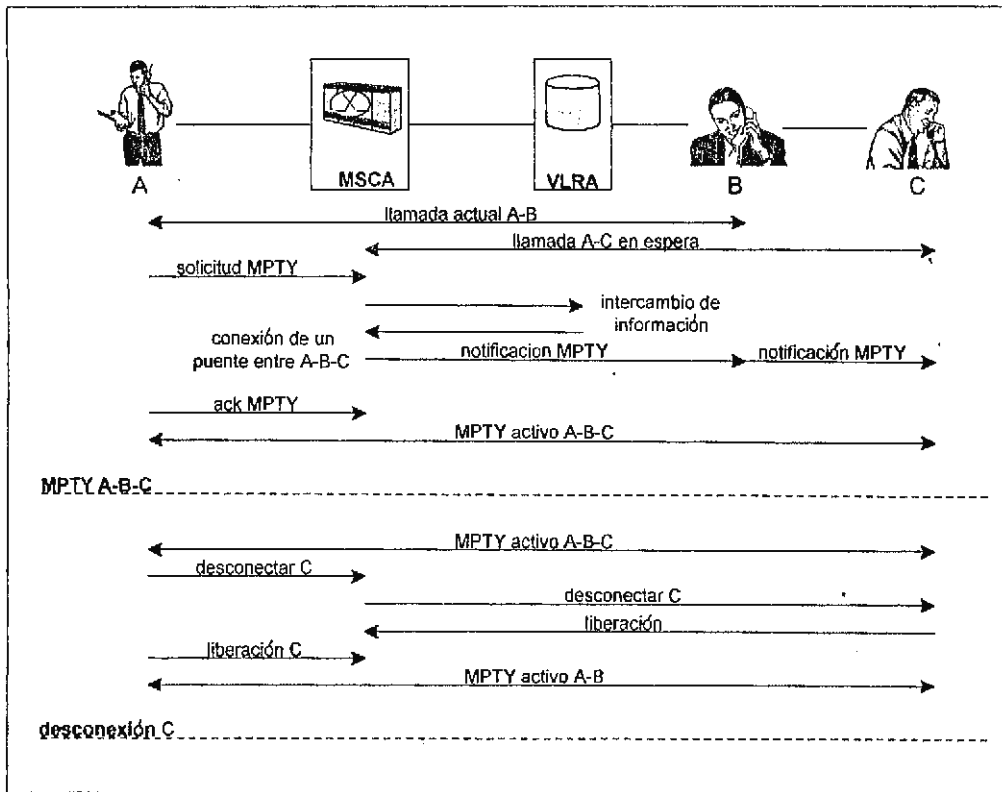 MSCA
VLRA
A
B
C
llamada actual A-B
llamada A-C en espera
solicitud MPTY
intercambio de
información
conexión de un
puente entre A-B-C
notificacion MPTY
notificación MPTY
ack MPTY
MPTY activo A-B-C
MPTY A-B-C
MPTY activo A-B-C
desconectar C
desconectar C
liberación
liberación C
MPTY activo A-B
desconexión C